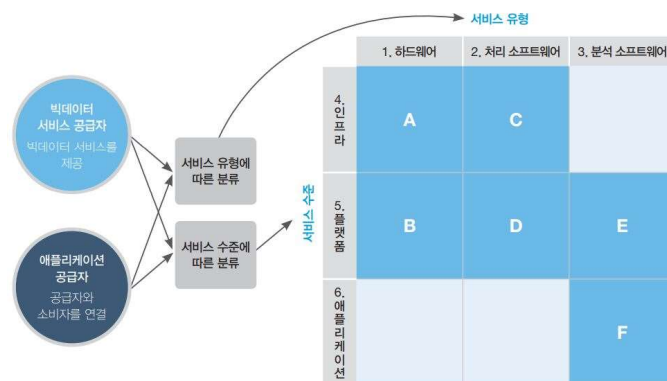 서비스 유형
1. 하드웨어
2. 처리 소프트웨어
3. 분석 소프트웨어
빅데이터
서비스 공급자
빅데이터 서비스를
제공
애플리케이션
공급자
공급자와
소비자를 연결
서비스 유형에
따른 분류
서비스 수준에
따른 분류
서비스 수준
4. 인프라
A
C
5. 플랫폼
B
D
E
6. 애플리케이션
F